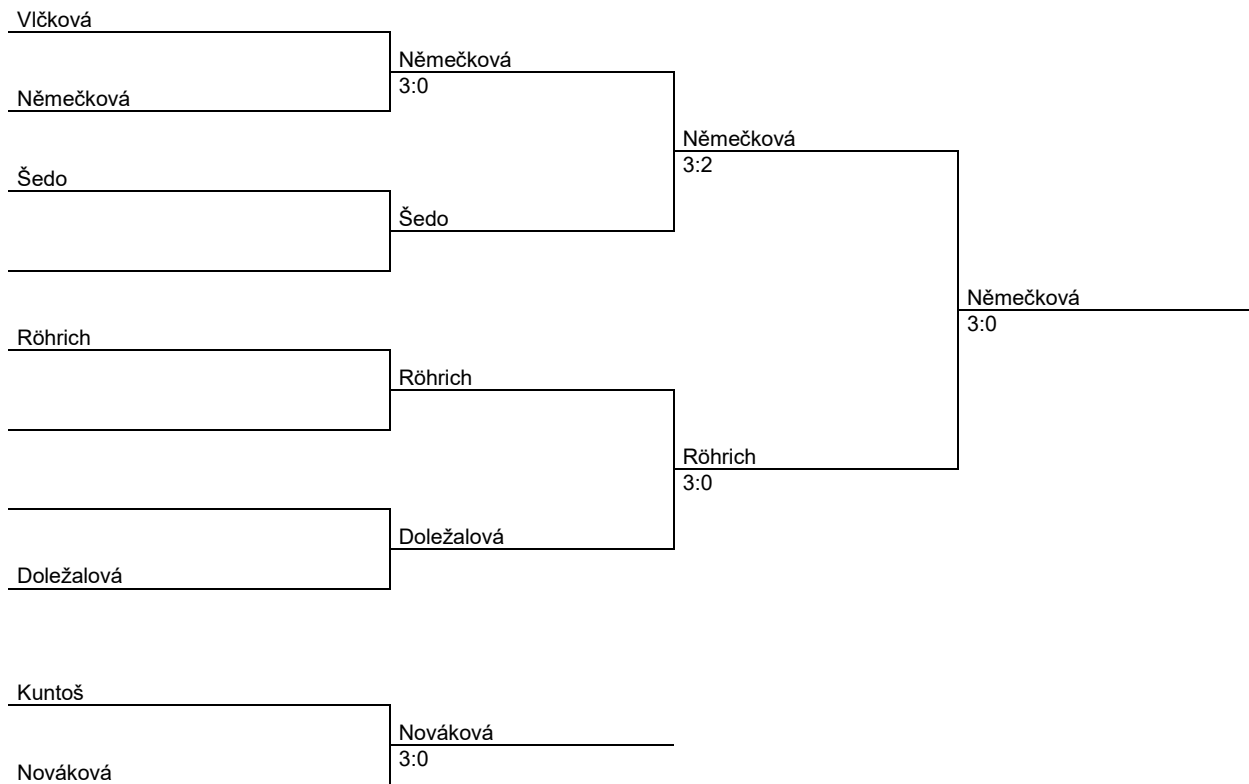 Vlčková
Němečková
3:0
Němečková
Němečková
3:2
Šedo
Šedo
Němečková
3:0
Röhrich
Röhrich
Röhrich
3:0
Doležalová
Doležalová
Kuntoš
Nováková
3:0
Nováková